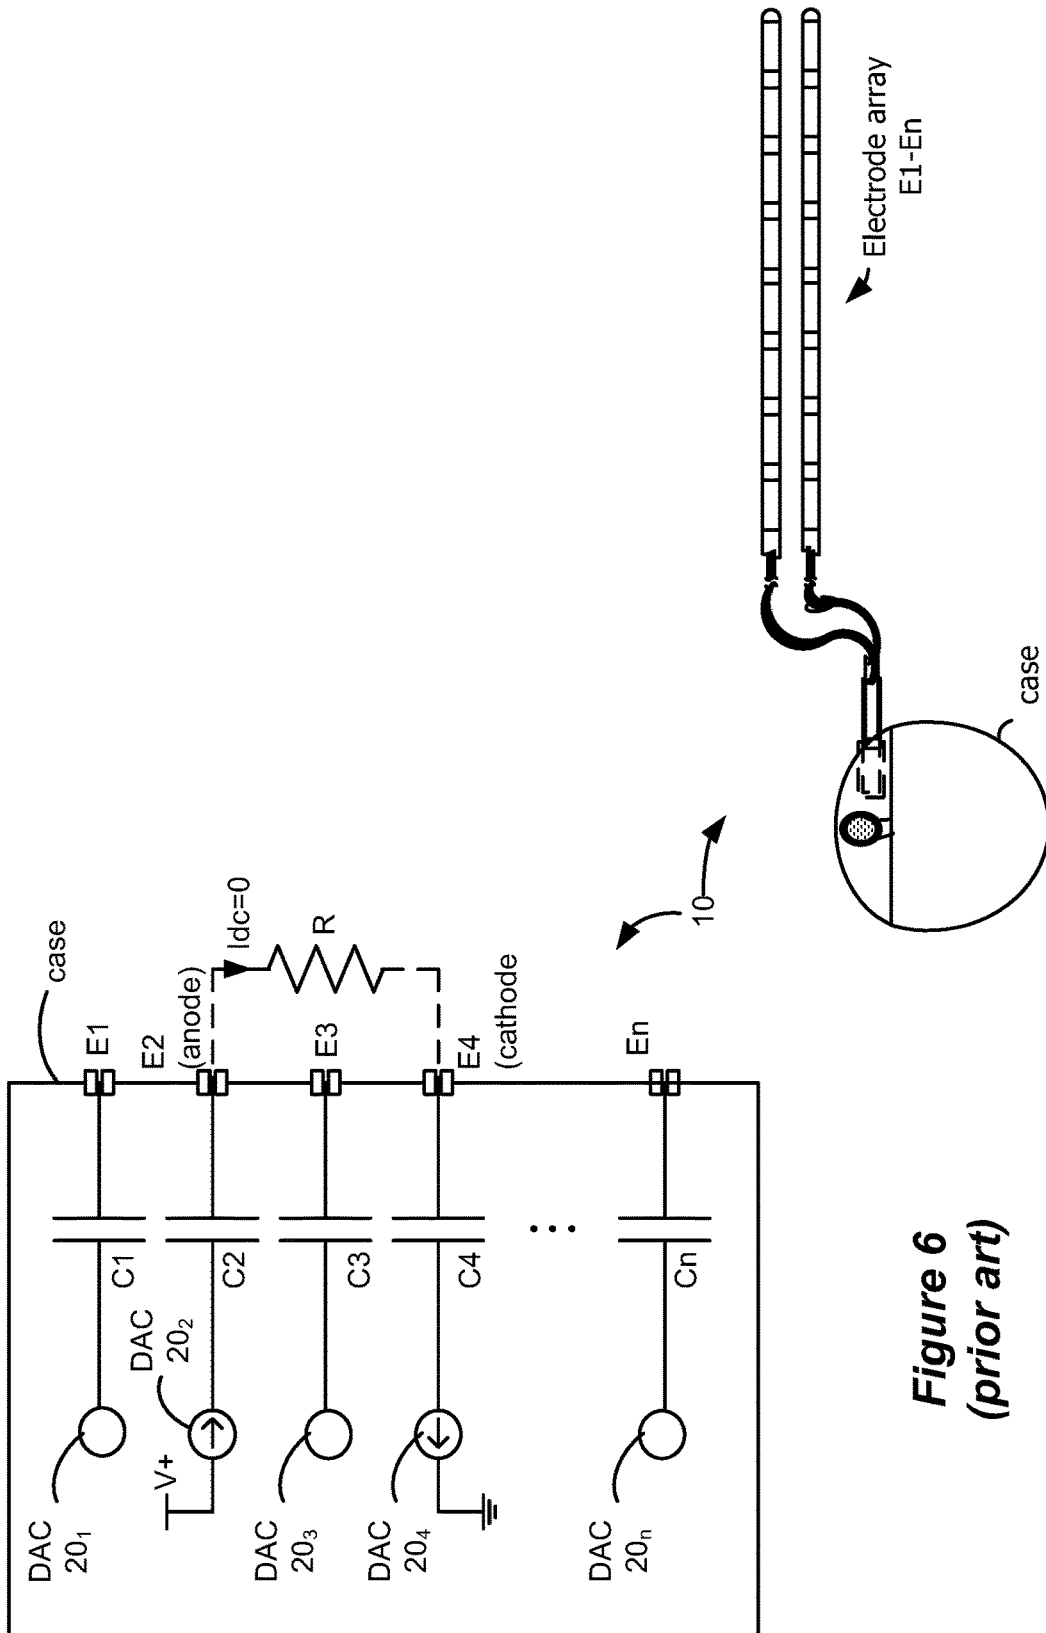 case
E1
E2
(anode)
Idc=0
R
E3
E4
(cathode)
En
C1
C2
C3
C4
...
Cn
DAC
20₁
V+
DAC
20₂
DAC
20₃
DAC
20₄
DAC
20ₙ
10
Electrode array
E1-En
case
Figure 6
(prior art)